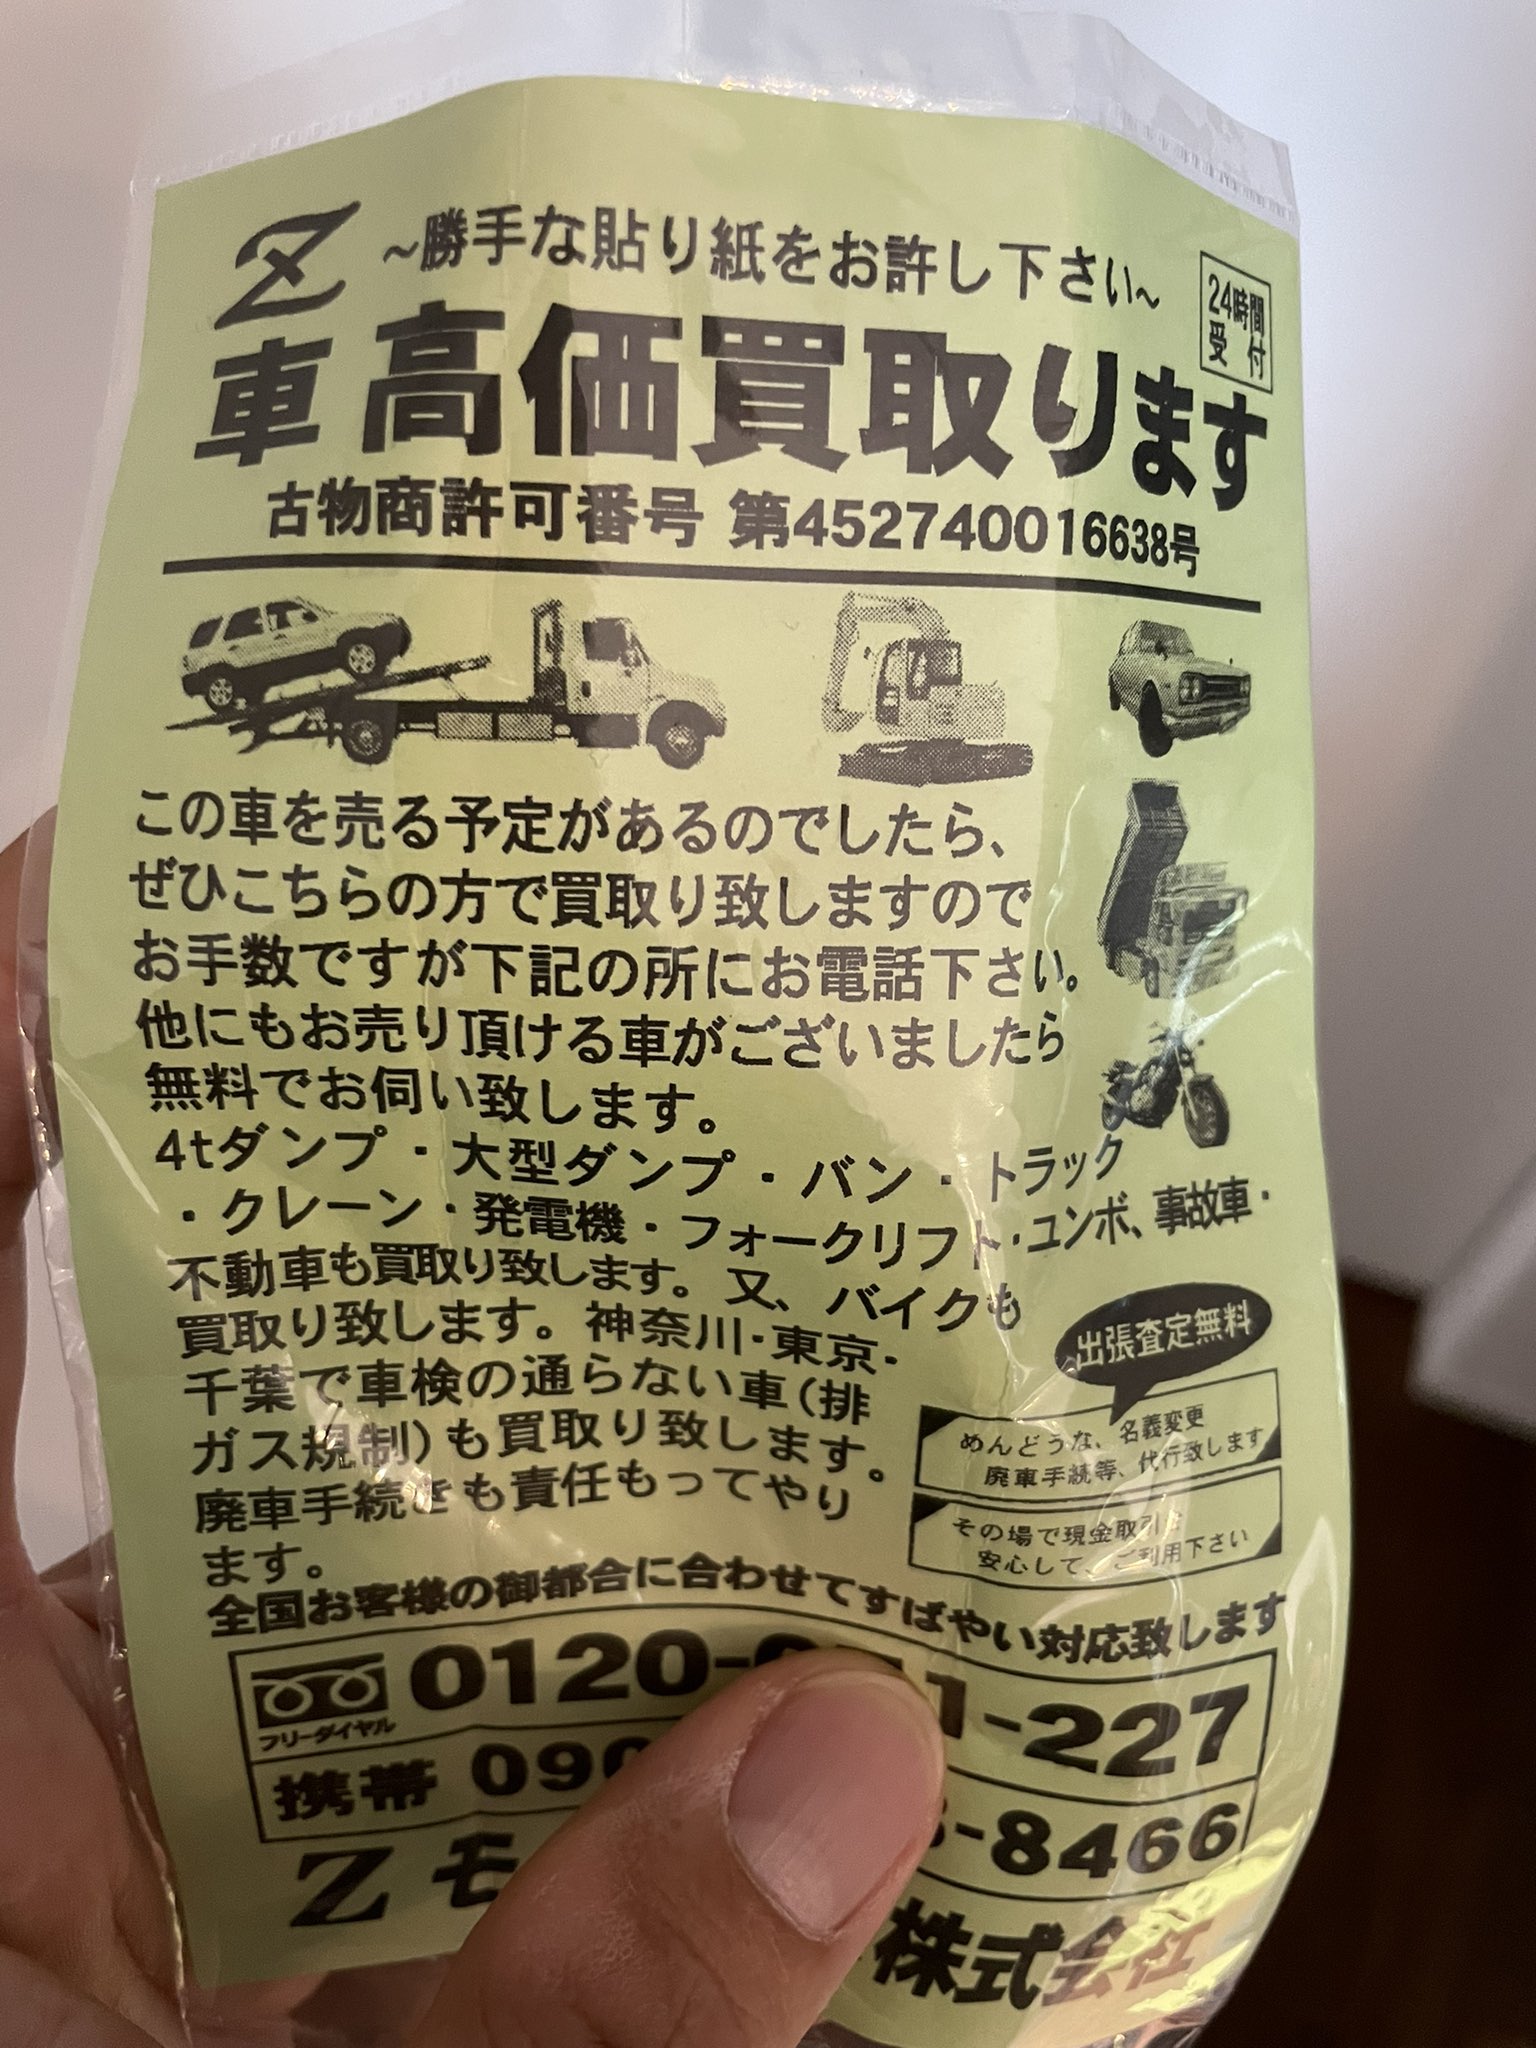 Z
~勝手な貼り紙をお許し下さい~
24時間
受付
車高価買取ります
古物商許可番号 第452740016638号
この車を売る予定があるのでしたら、
ぜひこちらの方で買取り致しますので
お手数ですが下記の所にお電話下さい。
他にもお売り頂ける車がございましたら
無料でお伺い致します。
4tダンプ・大型ダンプ・バン・トラック
・クレーン・発電機・フォークリフト・ユンボ、事故車・
不動車も買取り致します。又、バイクも
買取り致します。神奈川・東京・
千葉で車検の通らない車(排
ガス規制)も買取り致します。
廃車手続きも責任もってやり
ます。
出張査定無料
めんどうな、名義変更
廃車手続等、代行致します
その場で現金取引
安心して、ご利用下さい
全国お客様の御都合に合わせてすばやい対応致します
フリーダイヤル 0120- 1-227
携帯 090 -8466
Z モ 株式会社